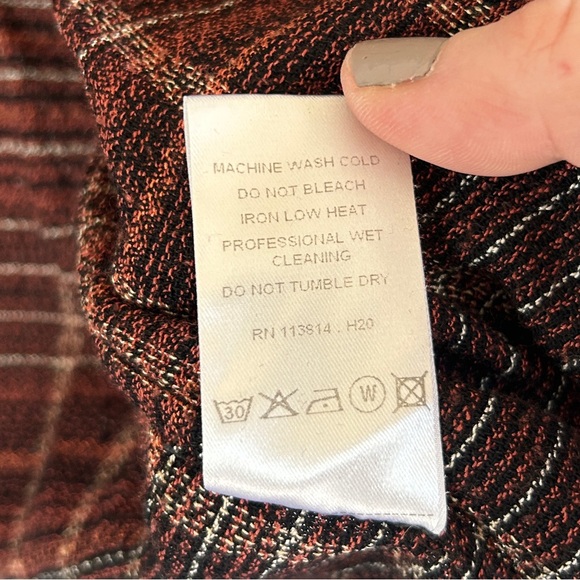 MACHINE WASH COLD
DO NOT BLEACH
IRON LOW HEAT
PROFESSIONAL WET
CLEANING
DO NOT TUMBLE DRY
RN 113814 . H20
30 W